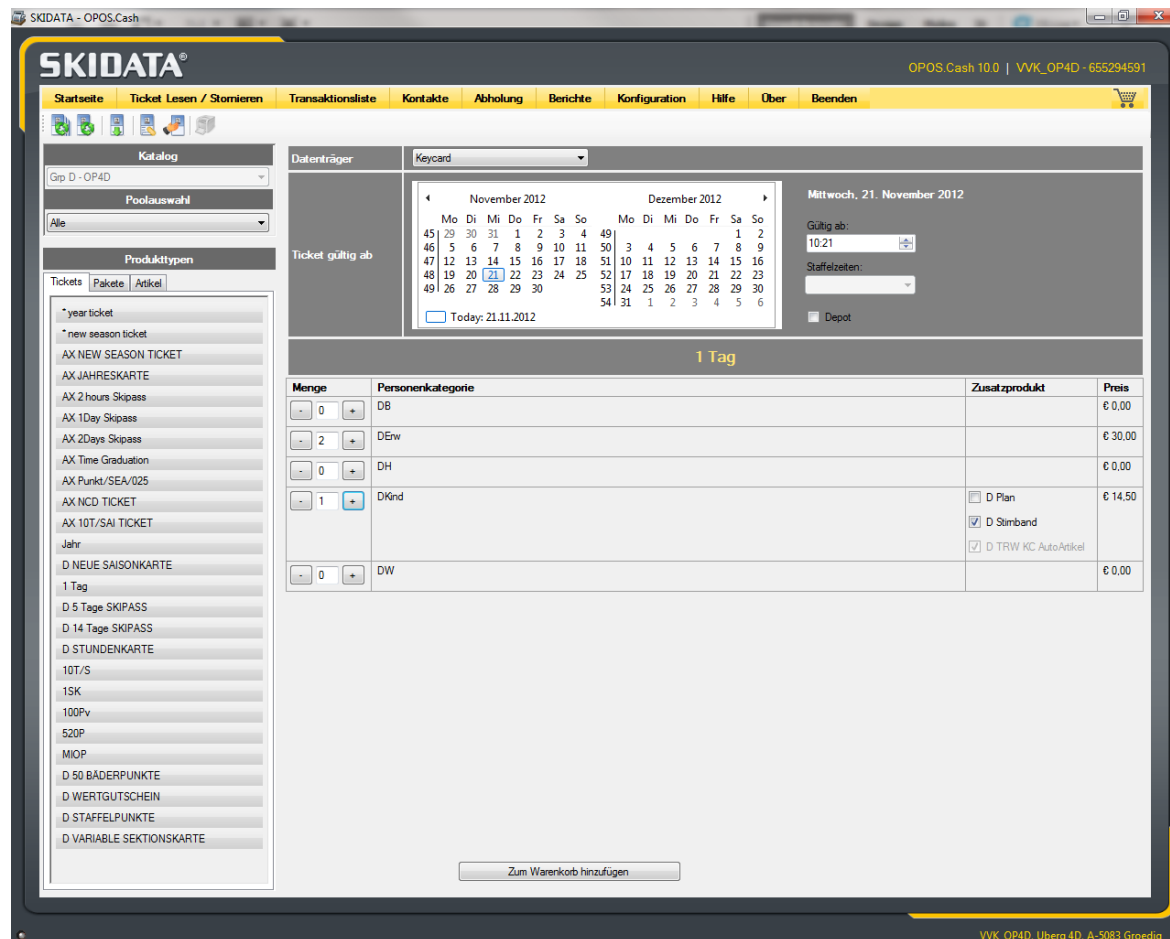 SKIDATA - OPOS.Cash
SKIDATA®
OPOS.Cash 10.0 | VVK_OP4D - 655294591
Startseite Ticket Lesen / Stornieren Transaktionsliste Kontakte Abholung Berichte Konfiguration Hilfe Über Beenden
Katalog
Grp D - OP4D
Poolauswahl
Alle
Produkttypen
Tickets Pakete Artikel
* year ticket
* new season ticket
AX NEW SEASON TICKET
AX JAHRESKARTE
AX 2 hours Skipass
AX 1Day Skipass
AX 2Days Skipass
AX Time Graduation
AX Punkt/SEA/025
AX NCD TICKET
AX 10T/SAI TICKET
Jahr
D NEUE SAISONKARTE
1 Tag
D 5 Tage SKIPASS
D 14 Tage SKIPASS
D STUNDENKARTE
10T/S
1SK
100Pv
520P
MIOP
D 50 BÄDERPUNKTE
D WERTGUTSCHEIN
D STAFFELPUNKTE
D VARIABLE SEKTIONSKARTE
Datenträger Keycard
Ticket gültig ab
November 2012
Mo Di Mi Do Fr Sa So
45 29 30 31 1 2 3 4
46 5 6 7 8 9 10 11
47 12 13 14 15 16 17 18
48 19 20 21 22 23 24 25
49 26 27 28 29 30
Dezember 2012
Mo Di Mi Do Fr Sa So
49 1 2
50 3 4 5 6 7 8 9
51 10 11 12 13 14 15 16
52 17 18 19 20 21 22 23
53 24 25 26 27 28 29 30
54 31 1 2 3 4 5 6
Today: 21.11.2012
Mittwoch, 21. November 2012
Gültig ab:
10:21
Staffelzeiten:
Depot
1 Tag
Menge Personenkategorie Zusatzprodukt Preis
- 0 + DB € 0,00
- 2 + DErw € 30,00
- 0 + DH € 0,00
- 1 + DKind D Plan € 14,50
D Stirnband
D TRW KC AutoArtikel
- 0 + DW € 0,00
Zum Warenkorb hinzufügen
VVK_OP4D, Uberg 4D, A-5083 Groedig